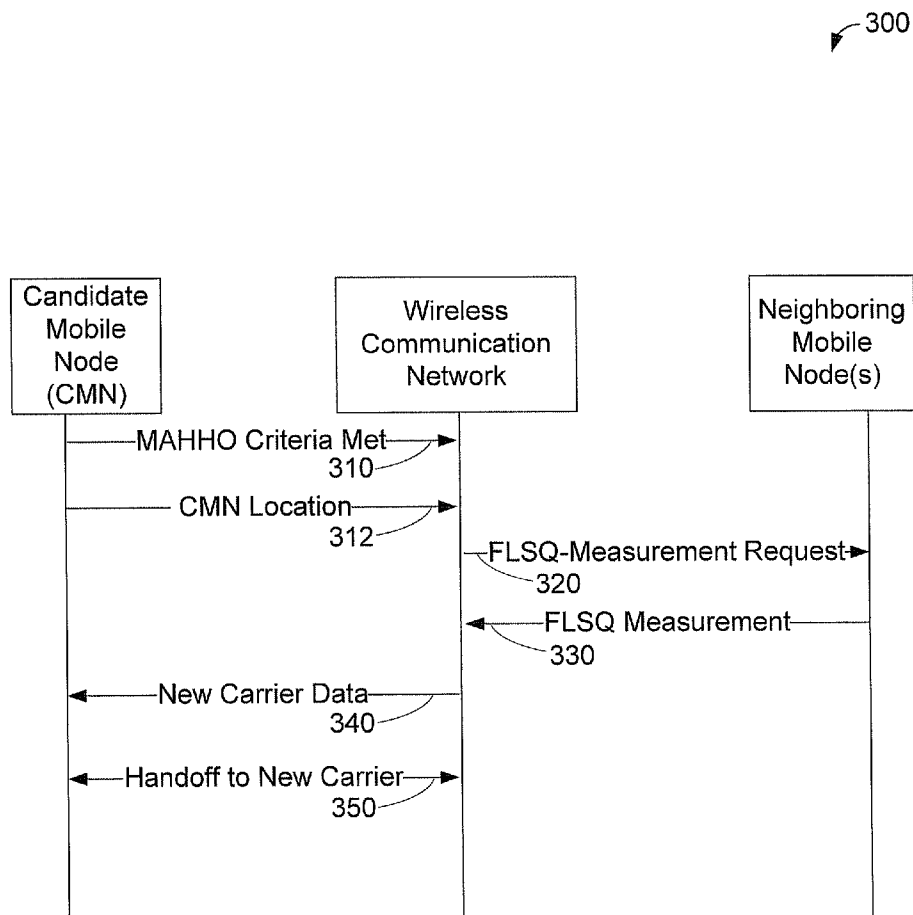 300
Candidate
Mobile
Node
(CMN)
Wireless
Communication
Network
Neighboring
Mobile
Node(s)
MAHHO Criteria Met
310
CMN Location
312
FLSQ-Measurement Request
320
FLSQ Measurement
330
New Carrier Data
340
Handoff to New Carrier
350